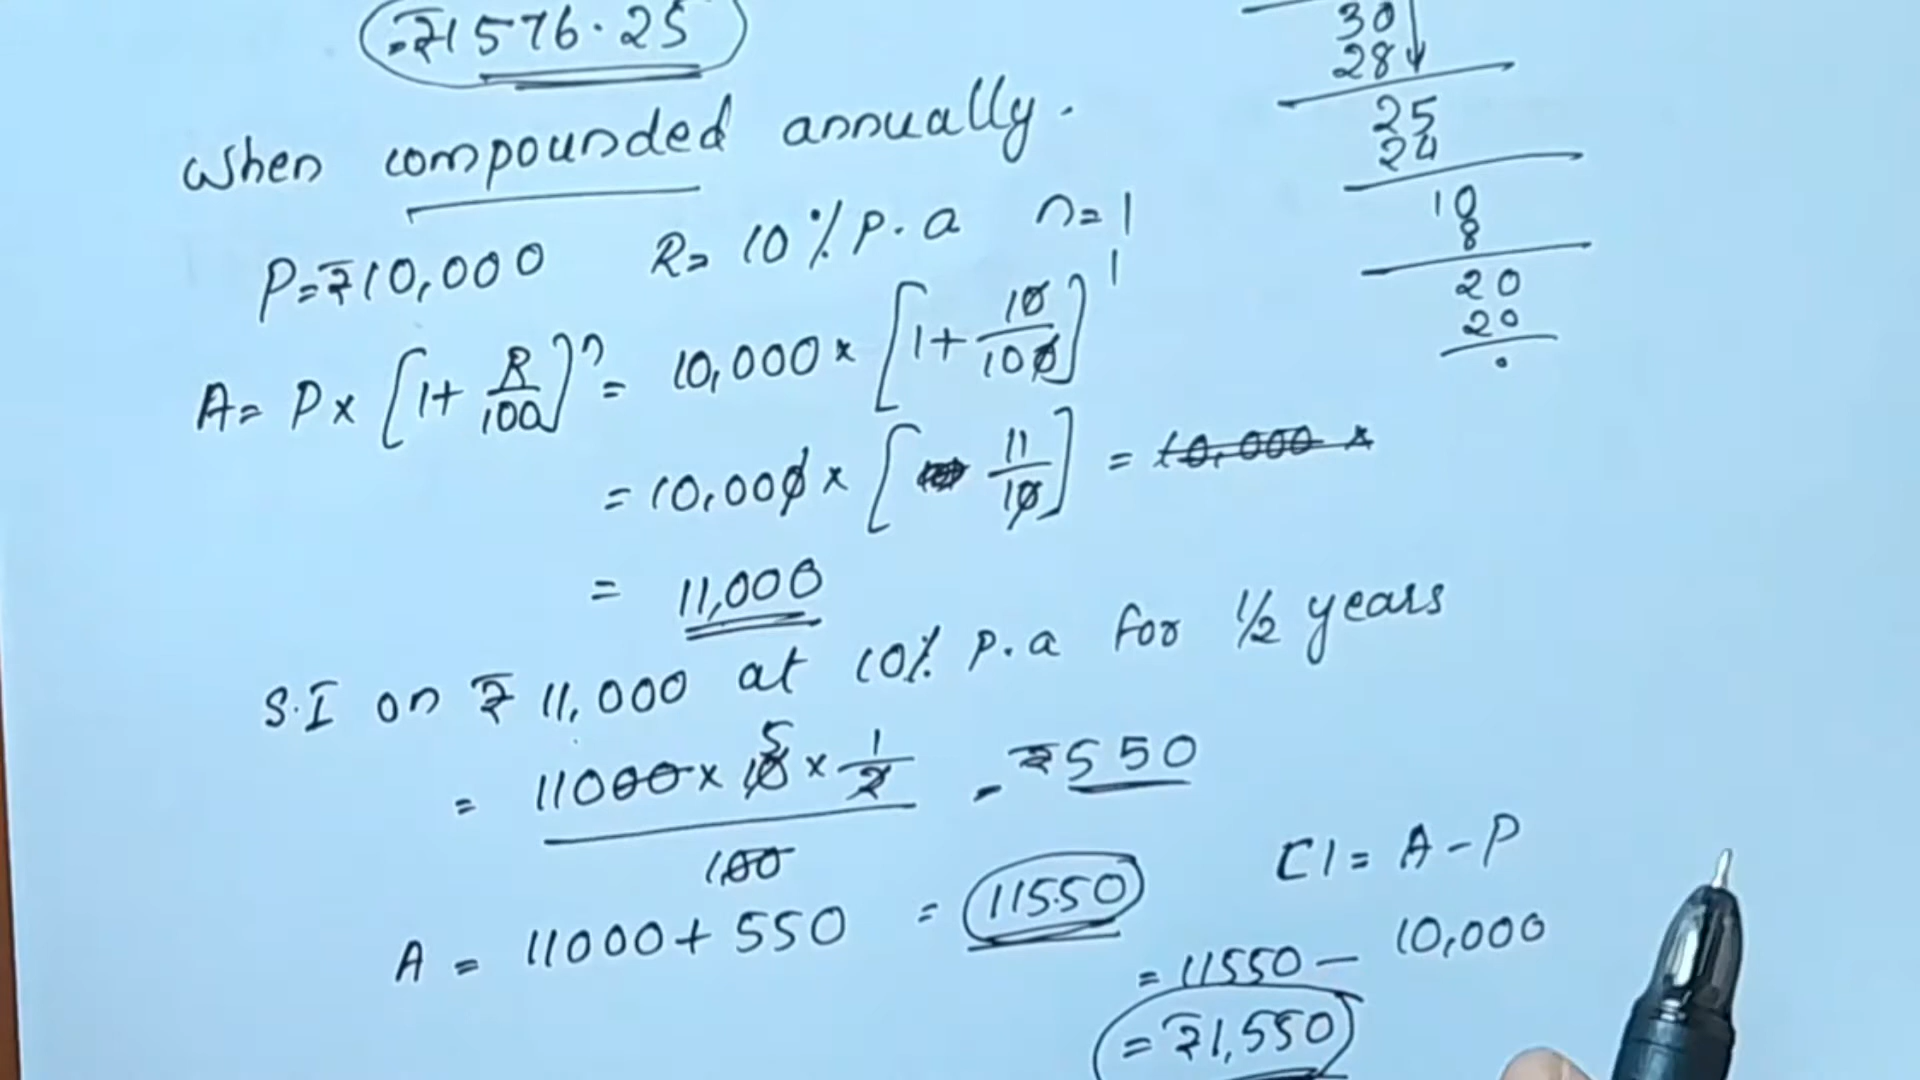 = ₹1576.25
When compounded annually.
P=₹10,000 R= 10% p.a n=1
A= P x [1+ R/100]ⁿ = 10,000 x [1+ 10/100]¹
= 10,000 x [ 11/10 ] = 10,000 x
= 11,000
S.I on ₹ 11,000 at 10% p.a for 1/2 years
= 11000 x 10 5 x 1/2 / 100 = ₹550
A = 11000 + 550 = 11550
CI = A - P
= 11550 - 10,000
= ₹1,550
30
28
25
24
10
8
20
20
0